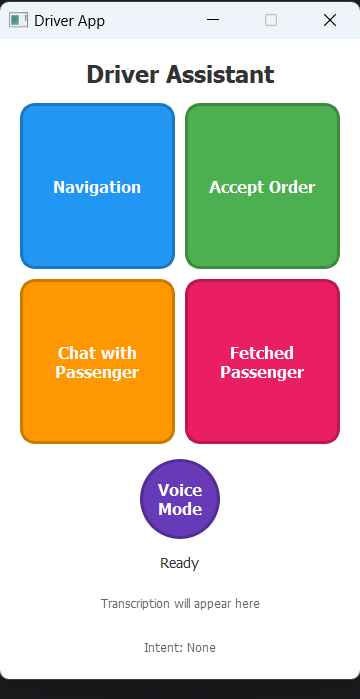 Driver App
Driver Assistant
Navigation
Accept Order
Chat with
Passenger
Fetched
Passenger
Voice
Mode
Ready
Transcription will appear here
Intent: None